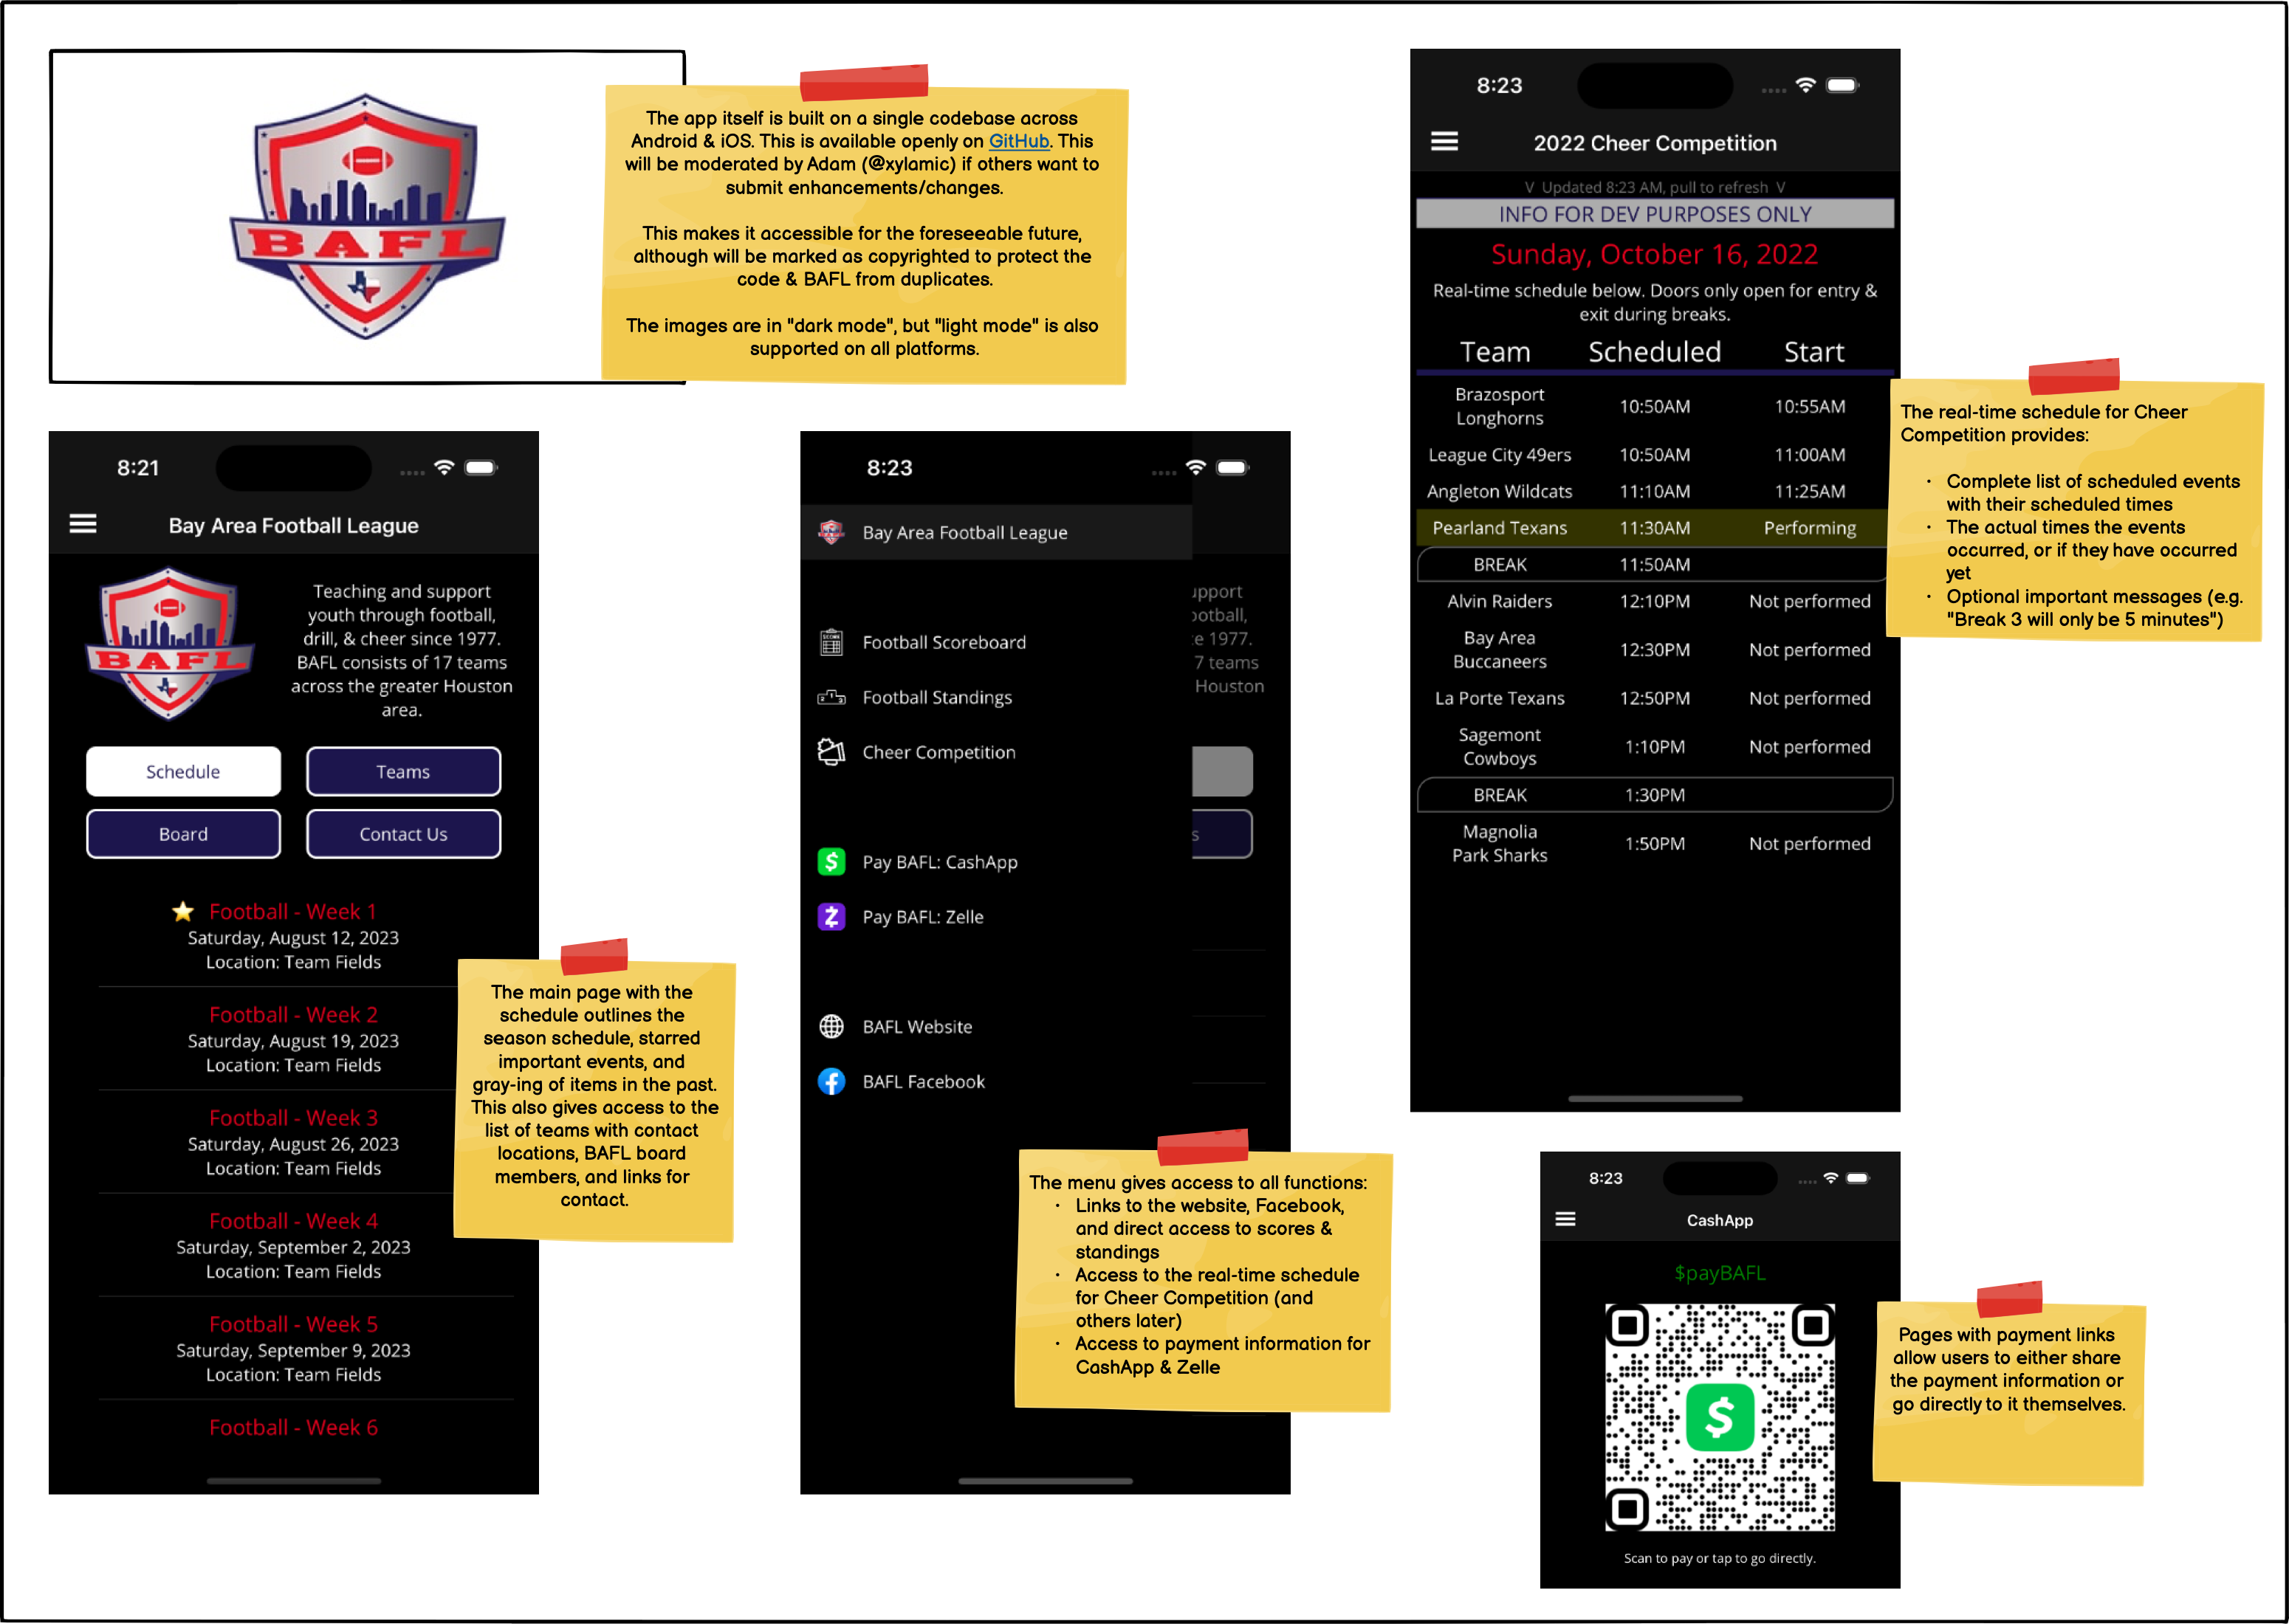 BAFL
The app itself is built on a single codebase across
Android & iOS. This is available openly on GitHub. This
will be moderated by Adam (@xylamic) if others want to
submit enhancements/changes.
This makes it accessible for the foreseeable future,
although will be marked as copyrighted to protect the
code & BAFL from duplicates.
The images are in "dark mode", but "light mode" is also
supported on all platforms.
8:21
Bay Area Football League
BAFL
Teaching and support
youth through football,
drill, & cheer since 1977.
BAFL consists of 17 teams
across the greater Houston
area.
Schedule
Teams
Board
Contact Us
Football - Week 1
Saturday, August 12, 2023
Location: Team Fields
Football - Week 2
Saturday, August 19, 2023
Location: Team Fields
Football - Week 3
Saturday, August 26, 2023
Location: Team Fields
Football - Week 4
Saturday, September 2, 2023
Location: Team Fields
Football - Week 5
Saturday, September 9, 2023
Location: Team Fields
Football - Week 6
The main page with the
schedule outlines the
season schedule, starred
important events, and
gray-ing of items in the past.
This also gives access to the
list of teams with contact
locations, BAFL board
members, and links for
contact.
8:23
Bay Area Football League
Football Scoreboard
Football Standings
Cheer Competition
Pay BAFL: CashApp
Pay BAFL: Zelle
BAFL Website
BAFL Facebook
upport
ootball,
e 1977.
7 teams
Houston
s
The menu gives access to all functions:
· Links to the website, Facebook,
and direct access to scores &
standings
· Access to the real-time schedule
for Cheer Competition (and
others later)
· Access to payment information for
CashApp & Zelle
8:23
2022 Cheer Competition
V Updated 8:23 AM, pull to refresh V
INFO FOR DEV PURPOSES ONLY
Sunday, October 16, 2022
Real-time schedule below. Doors only open for entry &
exit during breaks.
Team Scheduled Start
Brazosport
Longhorns 10:50AM 10:55AM
League City 49ers 10:50AM 11:00AM
Angleton Wildcats 11:10AM 11:25AM
Pearland Texans 11:30AM Performing
BREAK 11:50AM
Alvin Raiders 12:10PM Not performed
Bay Area
Buccaneers 12:30PM Not performed
La Porte Texans 12:50PM Not performed
Sagemont
Cowboys 1:10PM Not performed
BREAK 1:30PM
Magnolia
Park Sharks 1:50PM Not performed
The real-time schedule for Cheer
Competition provides:
· Complete list of scheduled events
with their scheduled times
· The actual times the events
occurred, or if they have occurred
yet
· Optional important messages (e.g.
"Break 3 will only be 5 minutes")
8:23
CashApp
$payBAFL
Scan to pay or tap to go directly.
Pages with payment links
allow users to either share
the payment information or
go directly to it themselves.